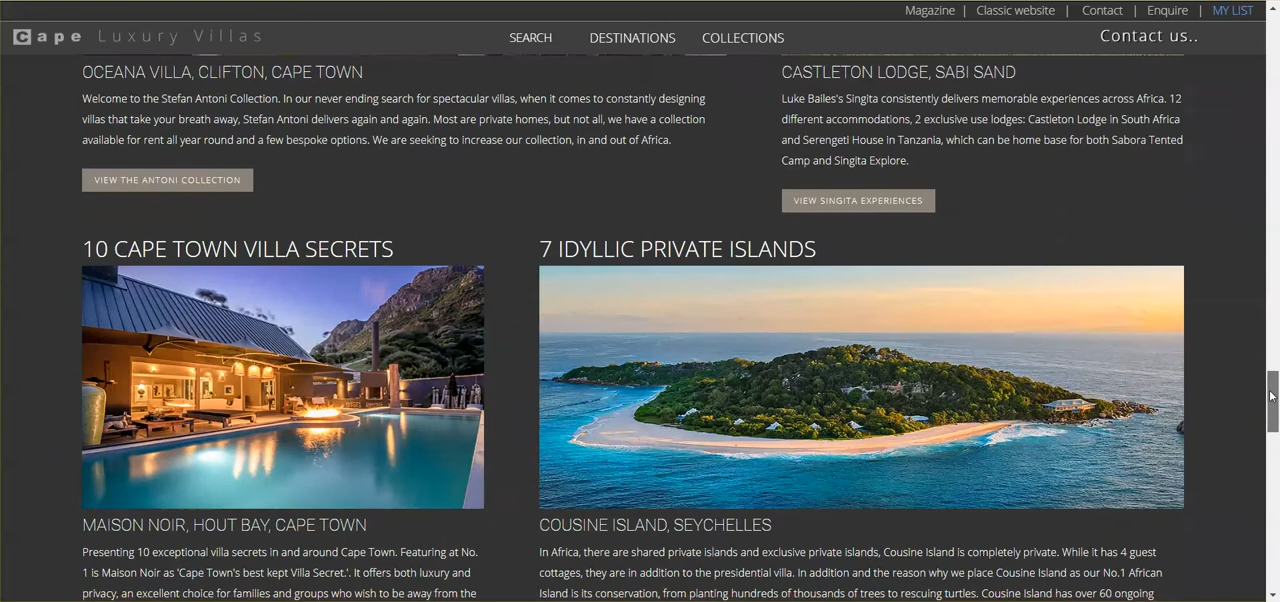 Magazine | Classic website | Contact | Enquire | MY LIST
Cape Luxury Villas SEARCH DESTINATIONS COLLECTIONS Contact us..
OCEANA VILLA, CLIFTON, CAPE TOWN
Welcome to the Stefan Antoni Collection. In our never ending search for spectacular villas, when it comes to constantly designing
villas that take your breath away, Stefan Antoni delivers again and again. Most are private homes, but not all, we have a collection
available for rent all year round and a few bespoke options. We are seeking to increase our collection, in and out of Africa.
VIEW THE ANTONI COLLECTION
CASTLETON LODGE, SABI SAND
Luke Bailes's Singita consistently delivers memorable experiences across Africa. 12
different accommodations, 2 exclusive use lodges: Castleton Lodge in South Africa
and Serengeti House in Tanzania, which can be home base for both Sabora Tented
Camp and Singita Explore.
VIEW SINGITA EXPERIENCES
10 CAPE TOWN VILLA SECRETS
MAISON NOIR, HOUT BAY, CAPE TOWN
Presenting 10 exceptional villa secrets in and around Cape Town. Featuring at No.
1 is Maison Noir as 'Cape Town's best kept Villa Secret.'. It offers both luxury and
privacy, an excellent choice for families and groups who wish to be away from the
7 IDYLLIC PRIVATE ISLANDS
COUSINE ISLAND, SEYCHELLES
In Africa, there are shared private islands and exclusive private islands, Cousine Island is completely private. While it has 4 guest
cottages, they are in addition to the presidential villa. In addition and the reason why we place Cousine Island as our No.1 African
Island is its conservation, from planting hundreds of thousands of trees to rescuing turtles. Cousine Island has over 60 ongoing